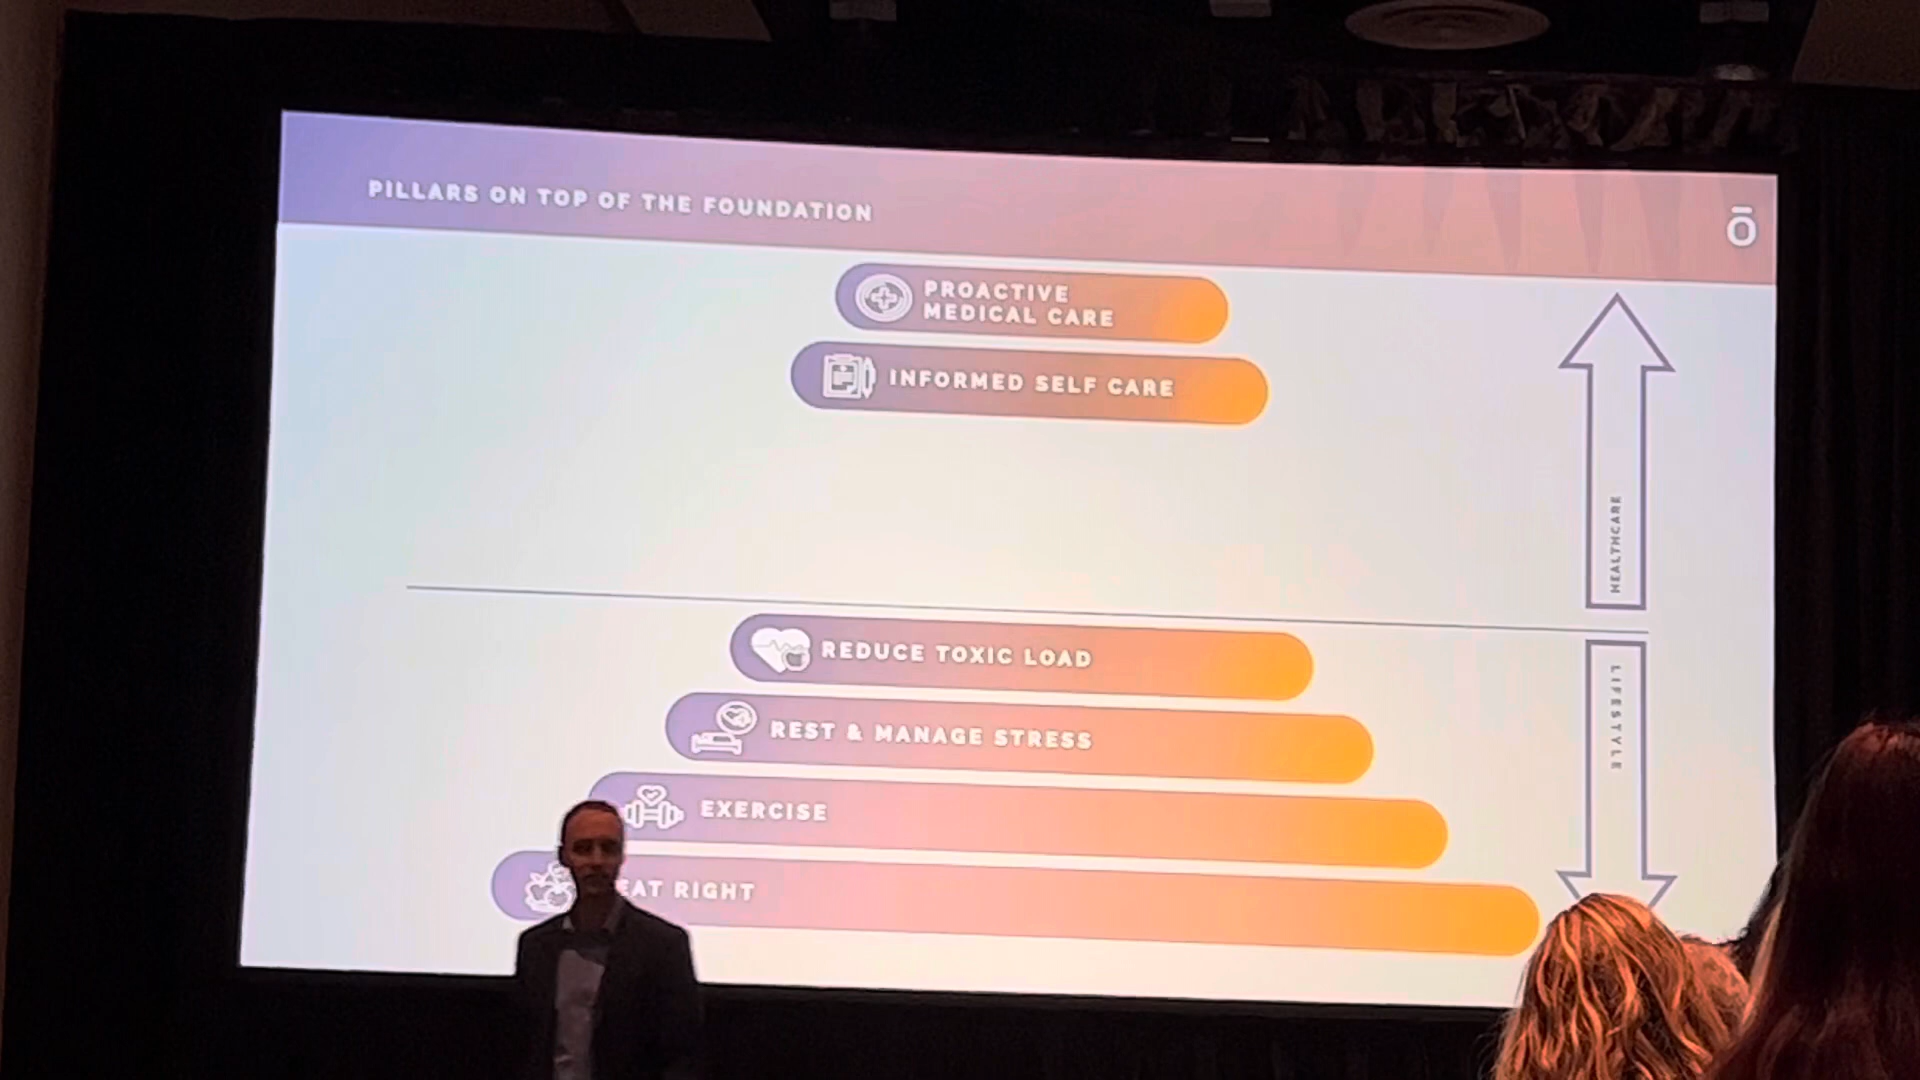 PILLARS ON TOP OF THE FOUNDATION
ō
PROACTIVE
MEDICAL CARE
INFORMED SELF CARE
HEALTHCARE
REDUCE TOXIC LOAD
LIFESTYLE
REST & MANAGE STRESS
EXERCISE
EAT RIGHT